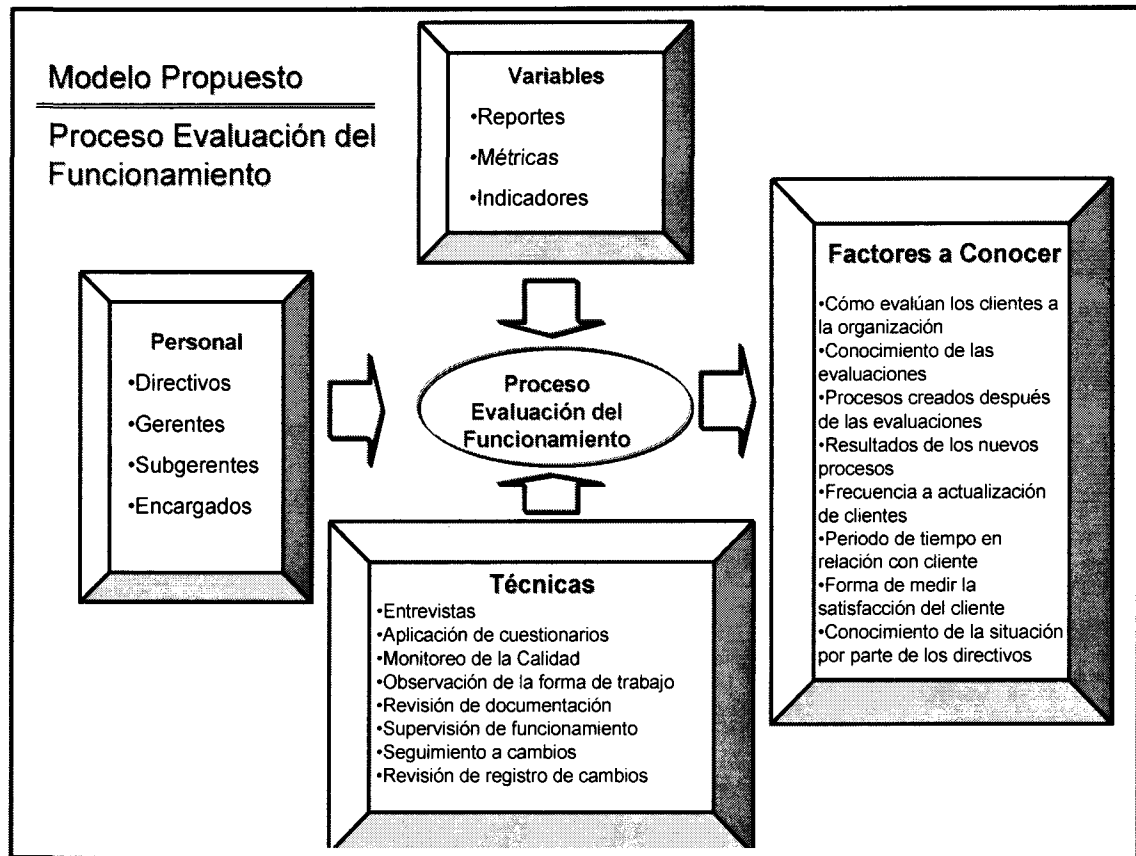 Modelo Propuesto
Proceso Evaluación del
Funcionamiento
Variables
•Reportes
•Métricas
•Indicadores
Personal
•Directivos
•Gerentes
•Subgerentes
•Encargados
Proceso
Evaluación del
Funcionamiento
Técnicas
•Entrevistas
•Aplicación de cuestionarios
•Monitoreo de la Calidad
•Observación de la forma de trabajo
•Revisión de documentación
•Supervisión de funcionamiento
•Seguimiento a cambios
•Revisión de registro de cambios
Factores a Conocer
•Cómo evalúan los clientes a
la organización
•Conocimiento de las
evaluaciones
•Procesos creados después
de las evaluaciones
•Resultados de los nuevos
procesos
•Frecuencia a actualización
de clientes
•Periodo de tiempo en
relación con cliente
•Forma de medir la
satisfacción del cliente
•Conocimiento de la situación
por parte de los directivos